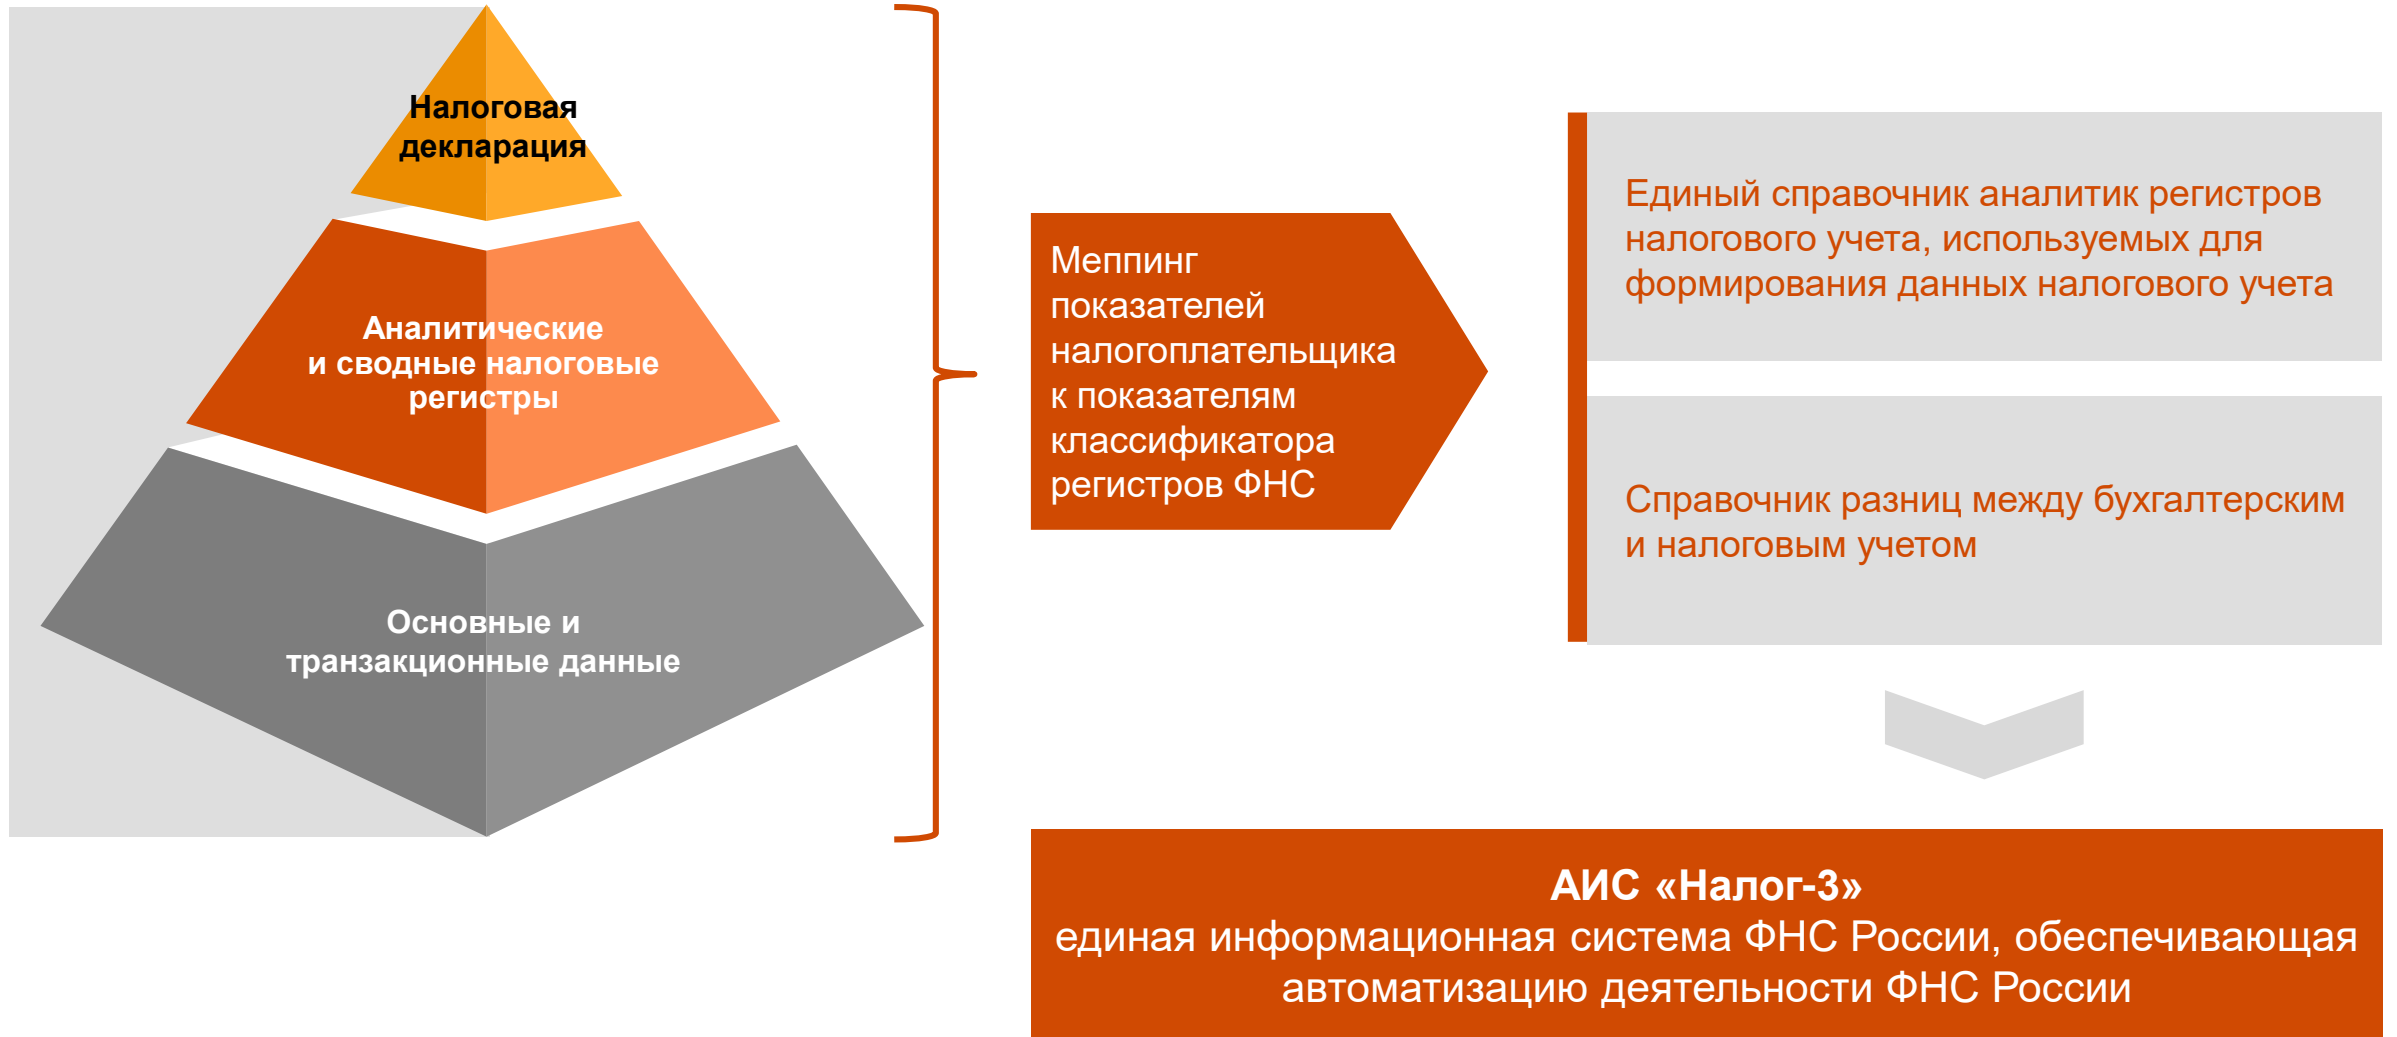 Налоговая
декларация
Аналитические
и сводные налоговые
регистры
Основные и
транзакционные данные
Меппинг
показателей
налогоплательщика
к показателям
классификатора
регистров ФНС
Единый справочник аналитик регистров
налогового учета, используемых для
формирования данных налогового учета
Справочник разниц между бухгалтерским
и налоговым учетом
АИС «Налог-3»
единая информационная система ФНС России, обеспечивающая
автоматизацию деятельности ФНС России